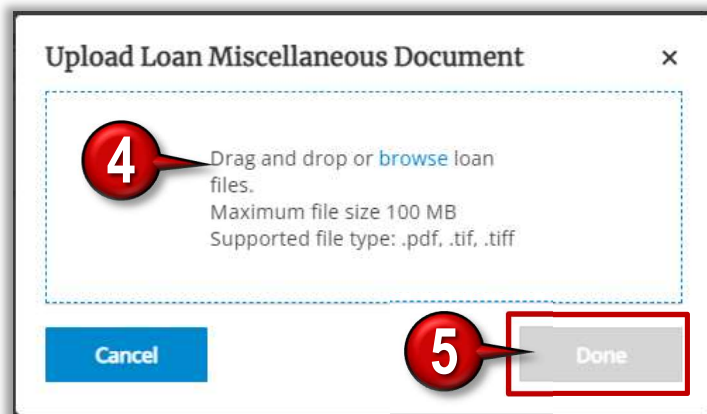 Upload Loan Miscellaneous Document ×
4
Drag and drop or browse loan
files.
Maximum file size 100 MB
Supported file type: .pdf, .tif, .tiff
Cancel
5
Done